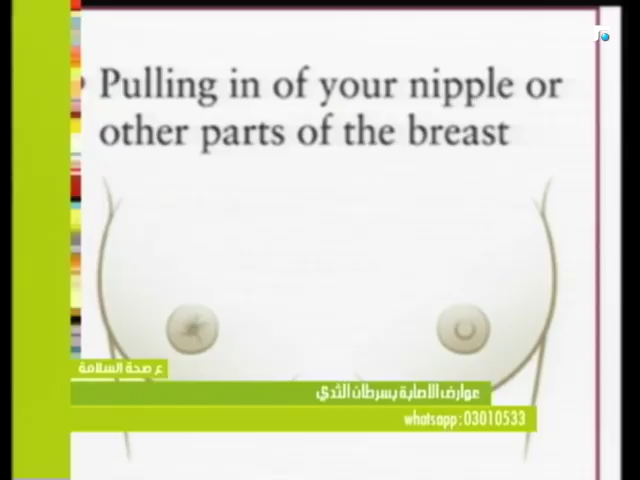 Pulling in of your nipple or
other parts of the breast
ع صحة السلامة
عوارض الاصابة بسرطان الثدي
whatsapp:03010533